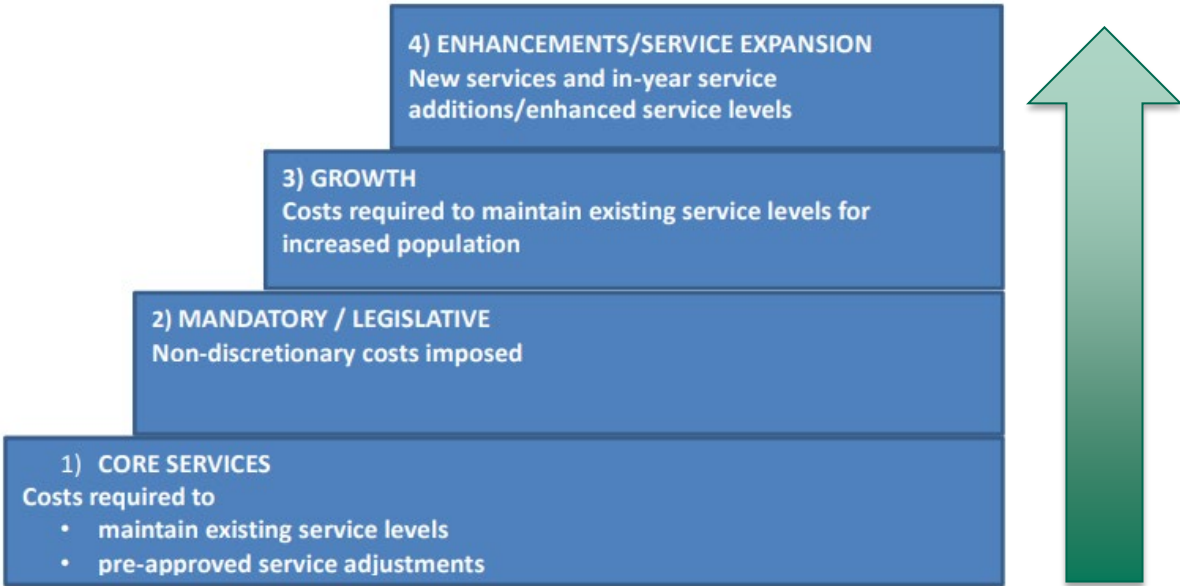 4) ENHANCEMENTS/SERVICE EXPANSION
New services and in-year service
additions/enhanced service levels
3) GROWTH
Costs required to maintain existing service levels for
increased population
2) MANDATORY / LEGISLATIVE
Non-discretionary costs imposed
1) CORE SERVICES
Costs required to
• maintain existing service levels
• pre-approved service adjustments